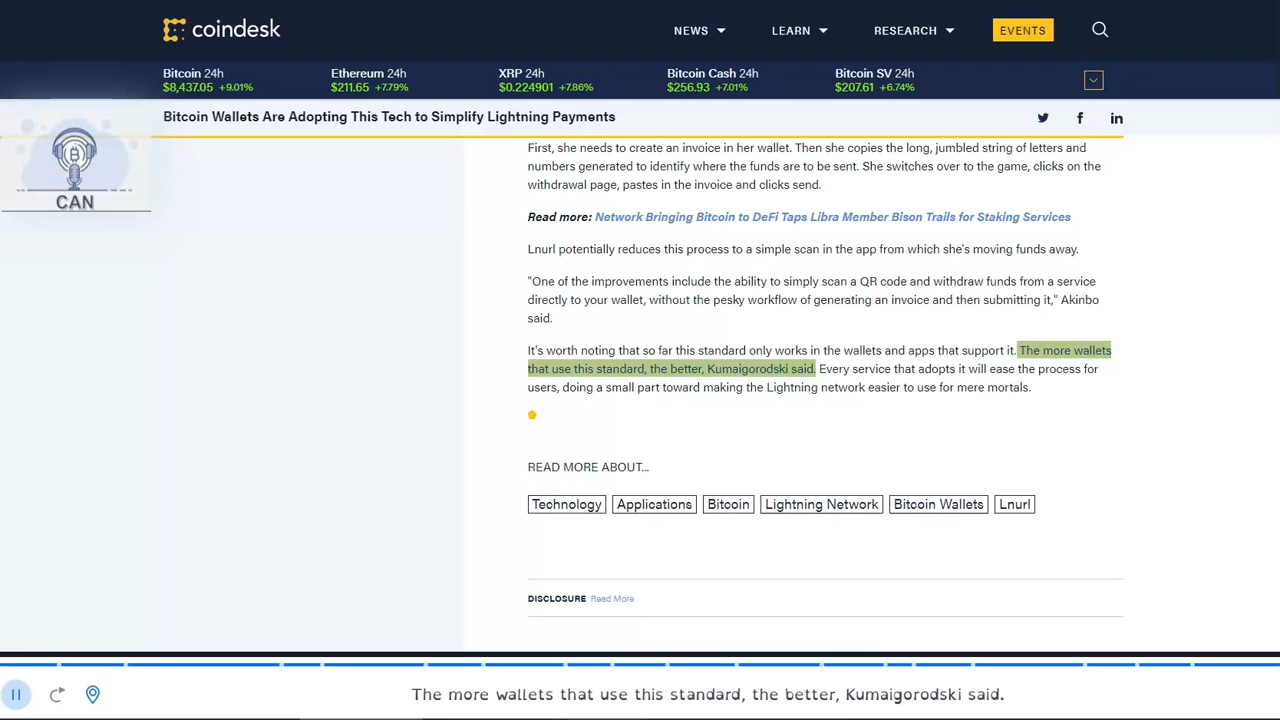 coindesk
NEWS
LEARN
RESEARCH
EVENTS
Bitcoin 24h
$8,437.05 +9.01%
Ethereum 24h
$211.65 +7.79%
XRP 24h
$0.224901 +7.86%
Bitcoin Cash 24h
$256.93 +7.01%
Bitcoin SV 24h
$207.61 +6.74%
Bitcoin Wallets Are Adopting This Tech to Simplify Lightning Payments
CAN
First, she needs to create an invoice in her wallet. Then she copies the long, jumbled string of letters and
numbers generated to identify where the funds are to be sent. She switches over to the game, clicks on the
withdrawal page, pastes in the invoice and clicks send.
Read more: Network Bringing Bitcoin to DeFi Taps Libra Member Bison Trails for Staking Services
Lnurl potentially reduces this process to a simple scan in the app from which she's moving funds away.
"One of the improvements include the ability to simply scan a QR code and withdraw funds from a service
directly to your wallet, without the pesky workflow of generating an invoice and then submitting it," Akinbo
said.
It's worth noting that so far this standard only works in the wallets and apps that support it. The more wallets
that use this standard, the better, Kumaigorodski said. Every service that adopts it will ease the process for
users, doing a small part toward making the Lightning network easier to use for mere mortals.
READ MORE ABOUT...
Technology
Applications
Bitcoin
Lightning Network
Bitcoin Wallets
Lnurl
DISCLOSURE Read More
The more wallets that use this standard, the better, Kumaigorodski said.